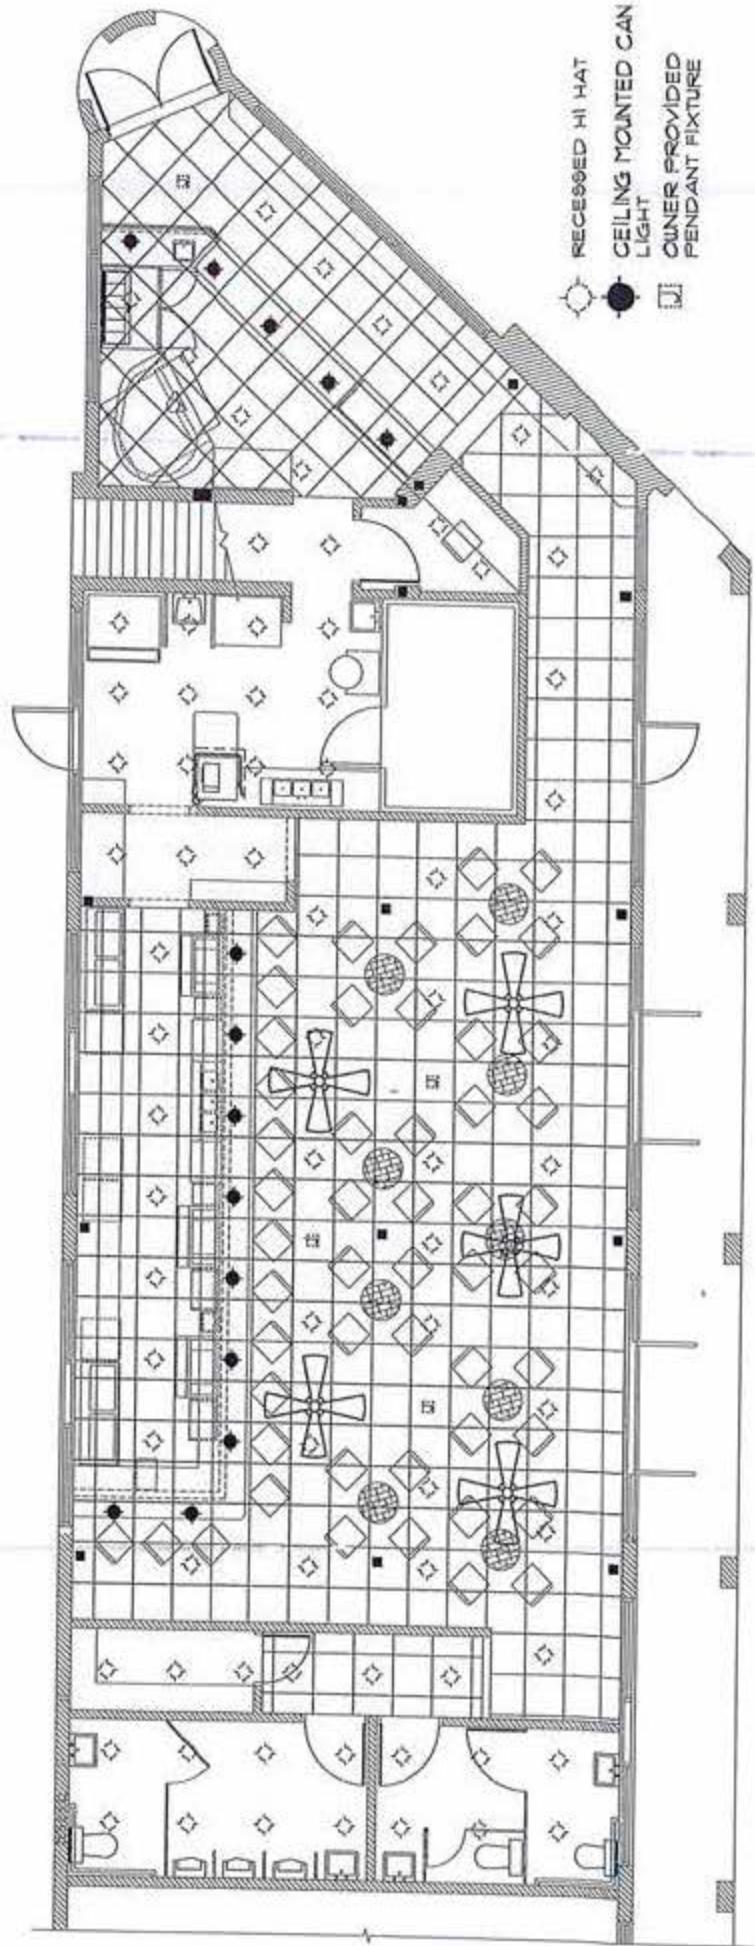 RECESSED HI HAT
CEILING MOUNTED CAN
LIGHT
OWNER PROVIDED
PENDANT FIXTURE